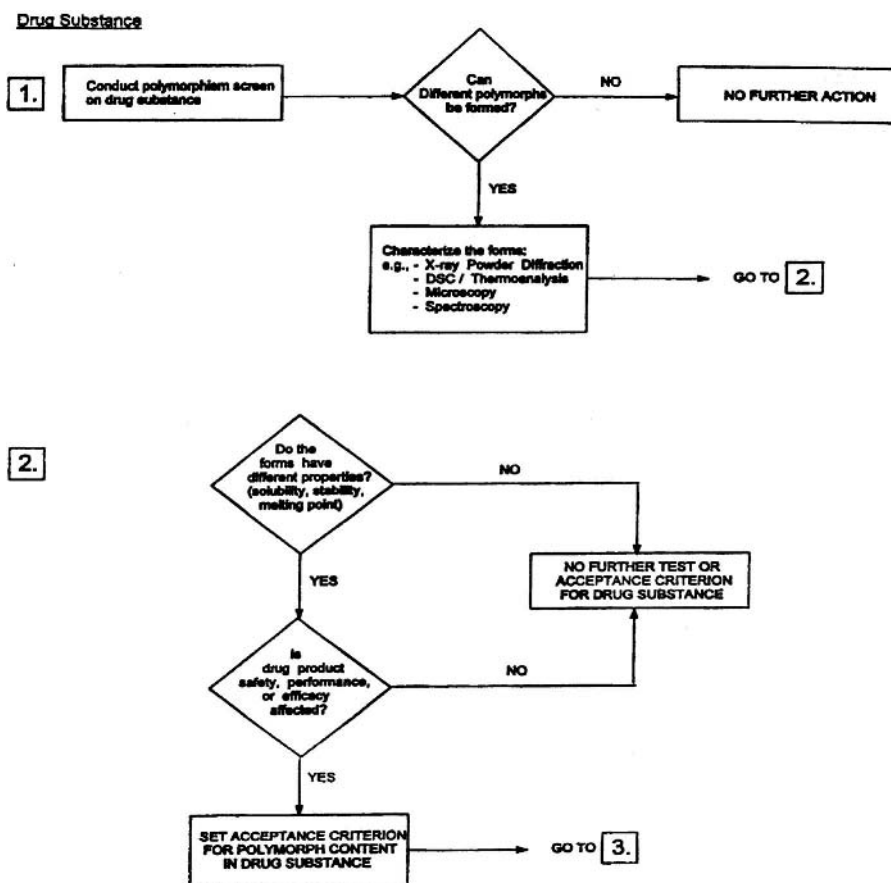 Drug Substance
1.
Conduct polymorphism screen
on drug substance
Can
Different polymorphs
be formed?
NO
NO FURTHER ACTION
YES
Characterize the forms:
e.g., - X-ray Powder Diffraction
- DSC / Thermoanalysis
- Microscopy
- Spectroscopy
GO TO 2.
2.
Do the
forms have
different properties?
(solubility, stability,
melting point)
NO
NO FURTHER TEST OR
ACCEPTANCE CRITERION
FOR DRUG SUBSTANCE
YES
Is
drug product
safety, performance,
or efficacy
affected?
NO
YES
SET ACCEPTANCE CRITERION
FOR POLYMORPH CONTENT
IN DRUG SUBSTANCE
GO TO 3.